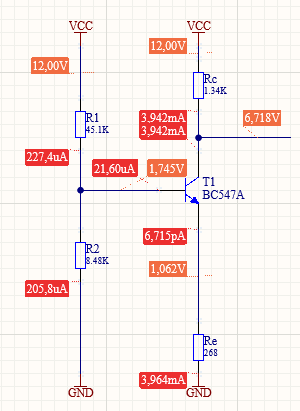 VCC
VCC
12,00V
12,00V
Rc
1.34K
R1
45.1K
3,942mA
3,942mA
6,718V
227,4uA
21,60uA
1,745V
T1
BC547A
6,715pA
R2
8.48K
1,062V
205,8uA
Re
268
3,964mA
GND
GND